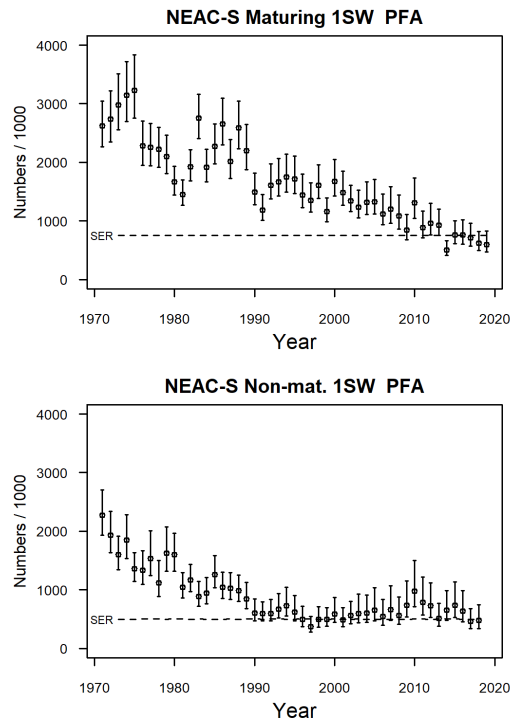 NEAC-S Maturing 1SW PFA
4000
3000
2000
1000
0
Numbers / 1000
SER
1970 1980 1990 2000 2010 2020
Year
NEAC-S Non-mat. 1SW PFA
4000
3000
2000
1000
0
Numbers / 1000
SER
1970 1980 1990 2000 2010 2020
Year